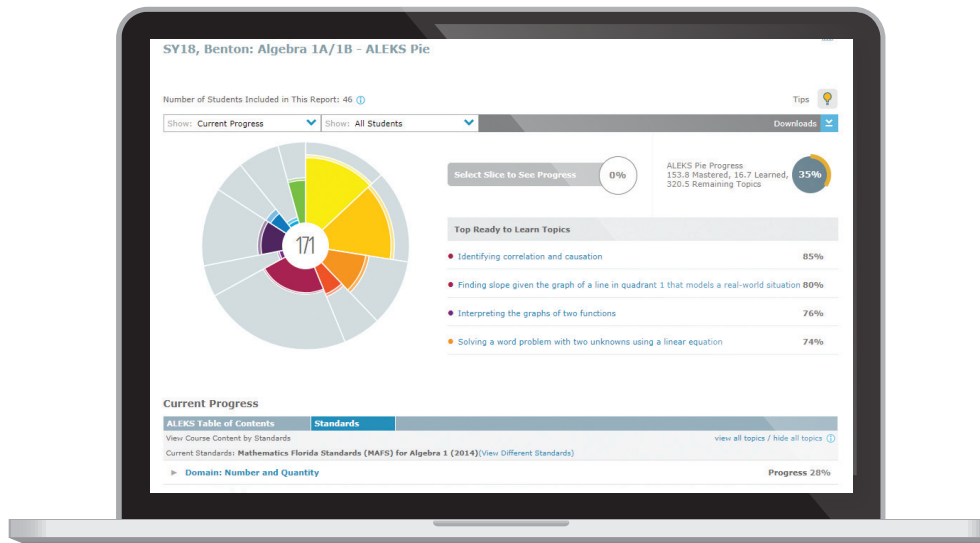 SY18, Benton: Algebra 1A/1B - ALEKS Pie
Number of Students Included in This Report: 46
Tips
Show: Current Progress
Show: All Students
Downloads
171
Select Slice to See Progress
0%
ALEKS Pie Progress
153.8 Mastered, 16.7 Learned,
320.5 Remaining Topics
35%
Top Ready to Learn Topics
Identifying correlation and causation 85%
Finding slope given the graph of a line in quadrant 1 that models a real-world situation 80%
Interpreting the graphs of two functions 76%
Solving a word problem with two unknowns using a linear equation 74%
Current Progress
ALEKS Table of Contents
Standards
View Course Content by Standards
view all topics / hide all topics
Current Standards: Mathematics Florida Standards (MAFS) for Algebra 1 (2014)(View Different Standards)
Domain: Number and Quantity
Progress 28%